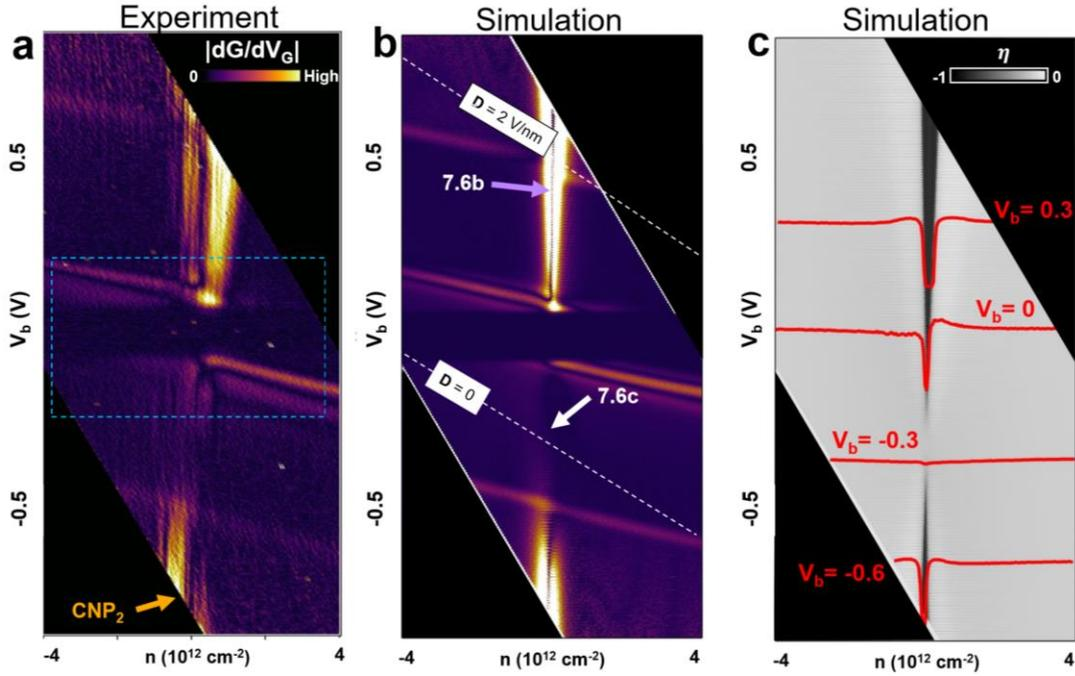 Experiment
a
|dG/dV_G|
0 High
0.5
V_b (V)
-0.5
CNP_2
-4 n (10^12 cm^-2) 4
Simulation
b
D = 2 V/nm
7.6b
0.5
V_b (V)
D = 0
7.6c
-0.5
-4 n (10^12 cm^-2) 4
Simulation
c
η
-1 0
0.5
V_b= 0.3
V_b= 0
V_b (V)
V_b= -0.3
-0.5
V_b= -0.6
-4 n (10^12 cm^-2) 4